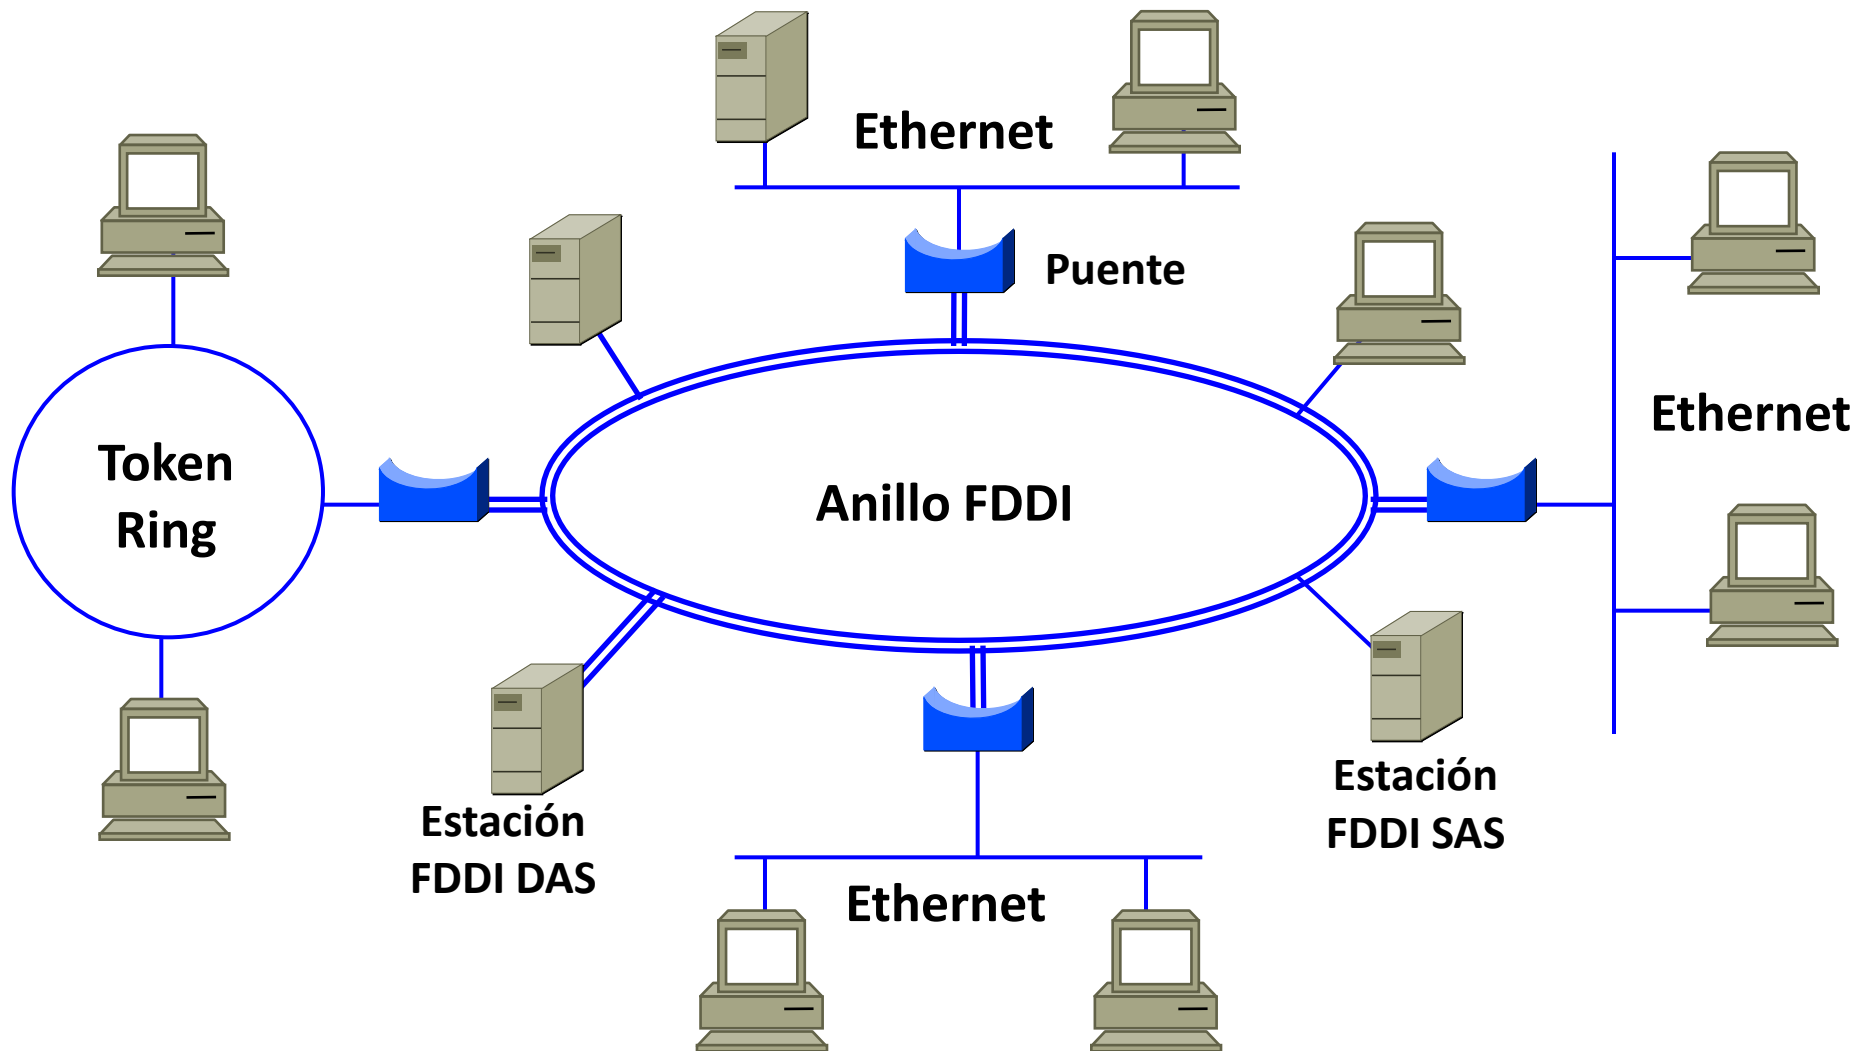 Ethernet
Puente
Ethernet
Token
Ring
Anillo FDDI
Estación
FDDI DAS
Estación
FDDI SAS
Ethernet